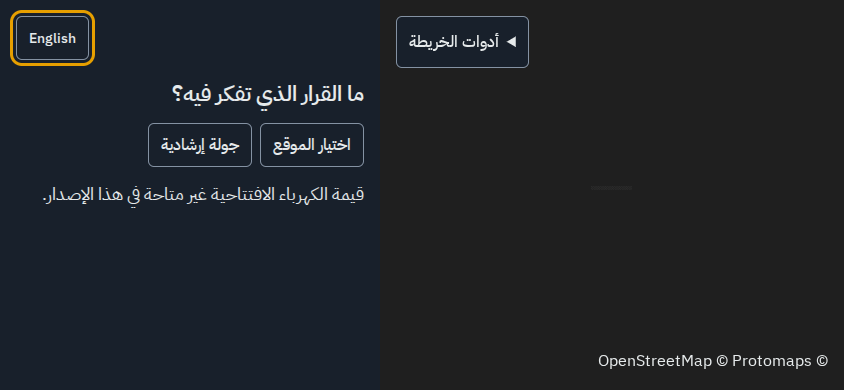 English
أدوات الخريطة
ما القرار الذي تفكر فيه؟
اختيار الموقع
جولة إرشادية
قيمة الكهرباء الافتتاحية غير متاحة في هذا الإصدار.
OpenStreetMap © Protomaps ©